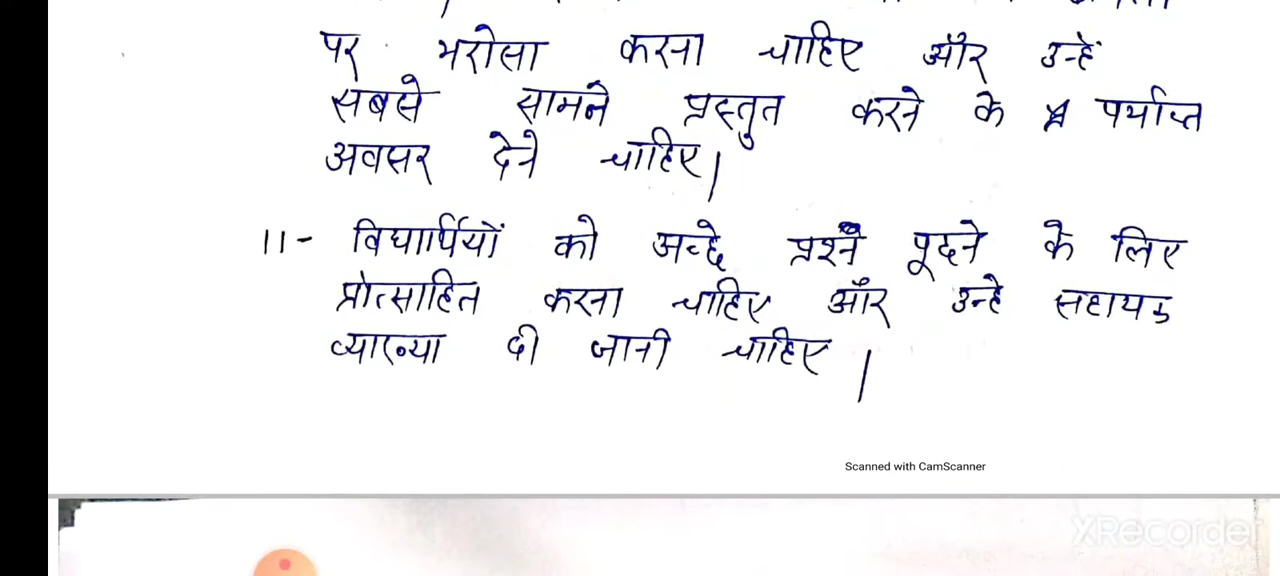 पर भरोसा करना चाहिए और उन्हें
सबसे सामने प्रस्तुत करने के पर्याप्त
अवसर देने चाहिए।
11- विद्यार्थियों को अच्छे प्रश्न पूछने के लिए
प्रोत्साहित करना चाहिए और उन्हे सहायक
व्याख्या दी जानी चाहिए।
Scanned with CamScanner
XRecorder